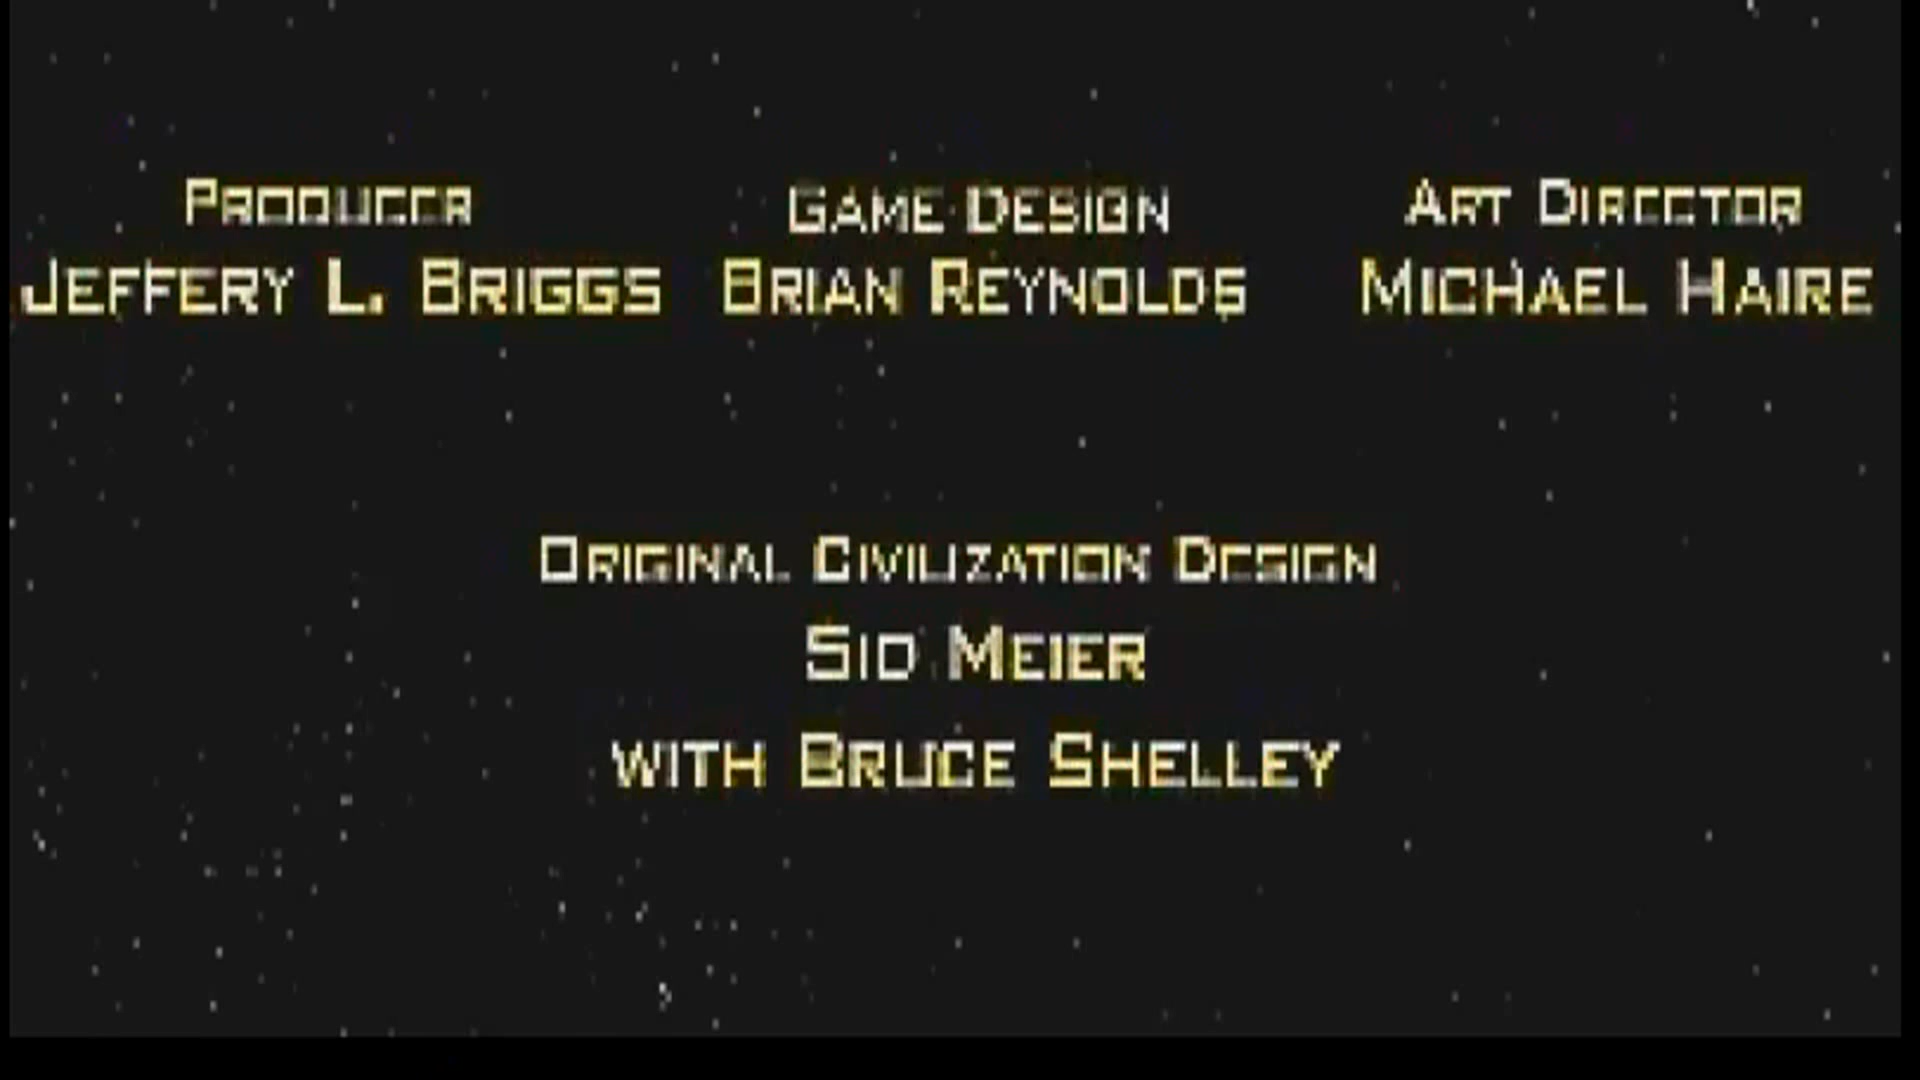 Producer
Jeffery L. Briggs
Game Design
Brian Reynolds
Art Director
Michael Haire
Original Civilization Design
Sid Meier
with Bruce Shelley